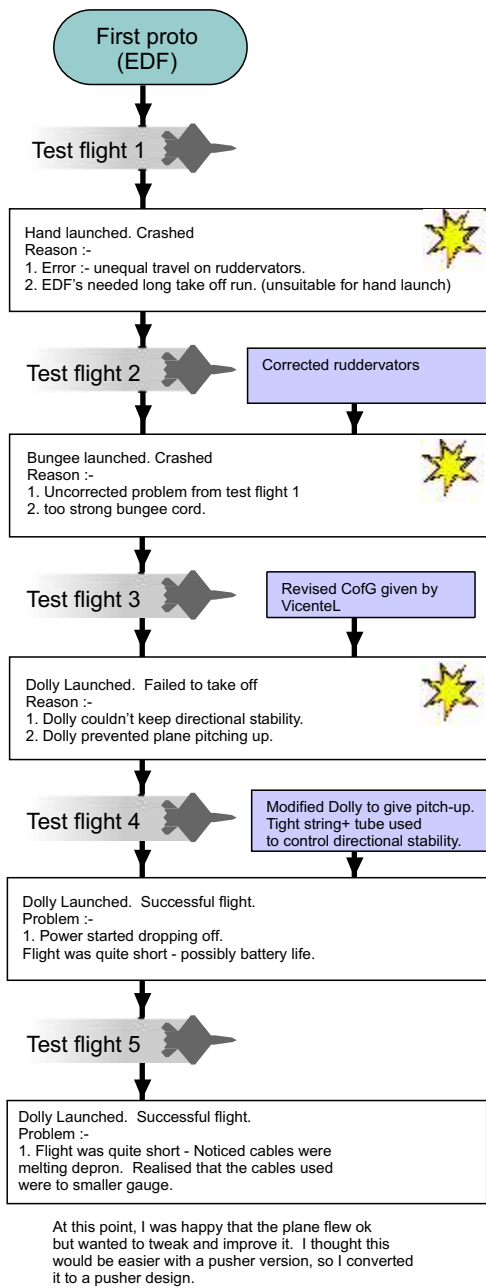 First proto
(EDF)
Test flight 1
Hand launched. Crashed
Reason :-
1. Error :- unequal travel on ruddervators.
2. EDF's needed long take off run. (unsuitable for hand launch)
Test flight 2
Corrected ruddervators
Bungee launched. Crashed
Reason :-
1. Uncorrected problem from test flight 1
2. too strong bungee cord.
Test flight 3
Revised CofG given by
VicenteL
Dolly Launched. Failed to take off
Reason :-
1. Dolly couldn't keep directional stability.
2. Dolly prevented plane pitching up.
Test flight 4
Modified Dolly to give pitch-up.
Tight string+ tube used
to control directional stability.
Dolly Launched. Successful flight.
Problem :-
1. Power started dropping off.
Flight was quite short - possibly battery life.
Test flight 5
Dolly Launched. Successful flight.
Problem :-
1. Flight was quite short - Noticed cables were
melting depron. Realised that the cables used
were to smaller gauge.
At this point, I was happy that the plane flew ok
but wanted to tweak and improve it. I thought this
would be easier with a pusher version, so I converted
it to a pusher design.